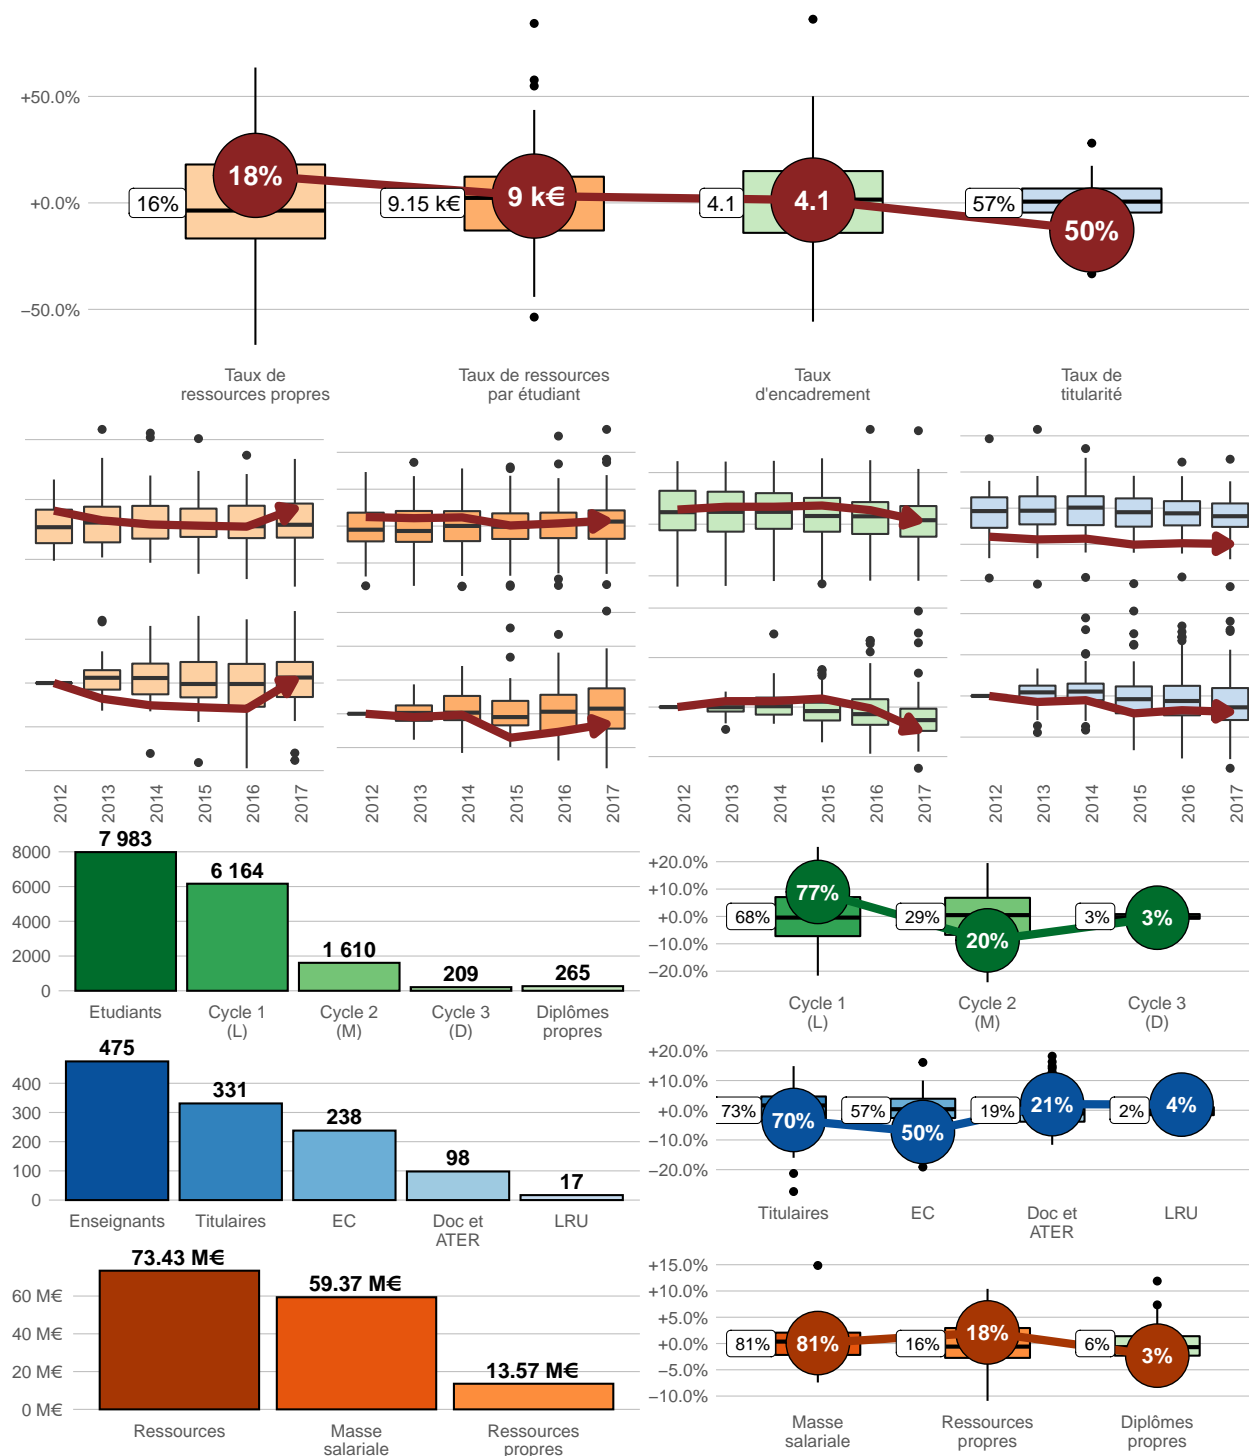 +50.0%
+0.0%
−50.0%
16%
18%
9.15 k€
9 k€
4.1
4.1
57%
50%
Taux de
ressources propres
Taux de ressources
par étudiant
Taux
d'encadrement
Taux de
titularité
2012
2013
2014
2015
2016
2017
2012
2013
2014
2015
2016
2017
2012
2013
2014
2015
2016
2017
2012
2013
2014
2015
2016
2017
8000
6000
4000
2000
0
7 983
6 164
1 610
209
265
Etudiants
Cycle 1
(L)
Cycle 2
(M)
Cycle 3
(D)
Diplômes
propres
+20.0%
+10.0%
+0.0%
−10.0%
−20.0%
68%
77%
29%
20%
3%
3%
Cycle 1
(L)
Cycle 2
(M)
Cycle 3
(D)
400
300
200
100
0
475
331
238
98
17
Enseignants
Titulaires
EC
Doc et
ATER
LRU
+20.0%
+10.0%
+0.0%
−10.0%
−20.0%
73%
70%
57%
50%
19%
21%
2%
4%
Titulaires
EC
Doc et
ATER
LRU
60 M€
40 M€
20 M€
0 M€
73.43 M€
59.37 M€
13.57 M€
Ressources
Masse
salariale
Ressources
propres
+15.0%
+10.0%
+5.0%
+0.0%
−5.0%
−10.0%
81%
81%
16%
18%
6%
3%
Masse
salariale
Ressources
propres
Diplômes
propres